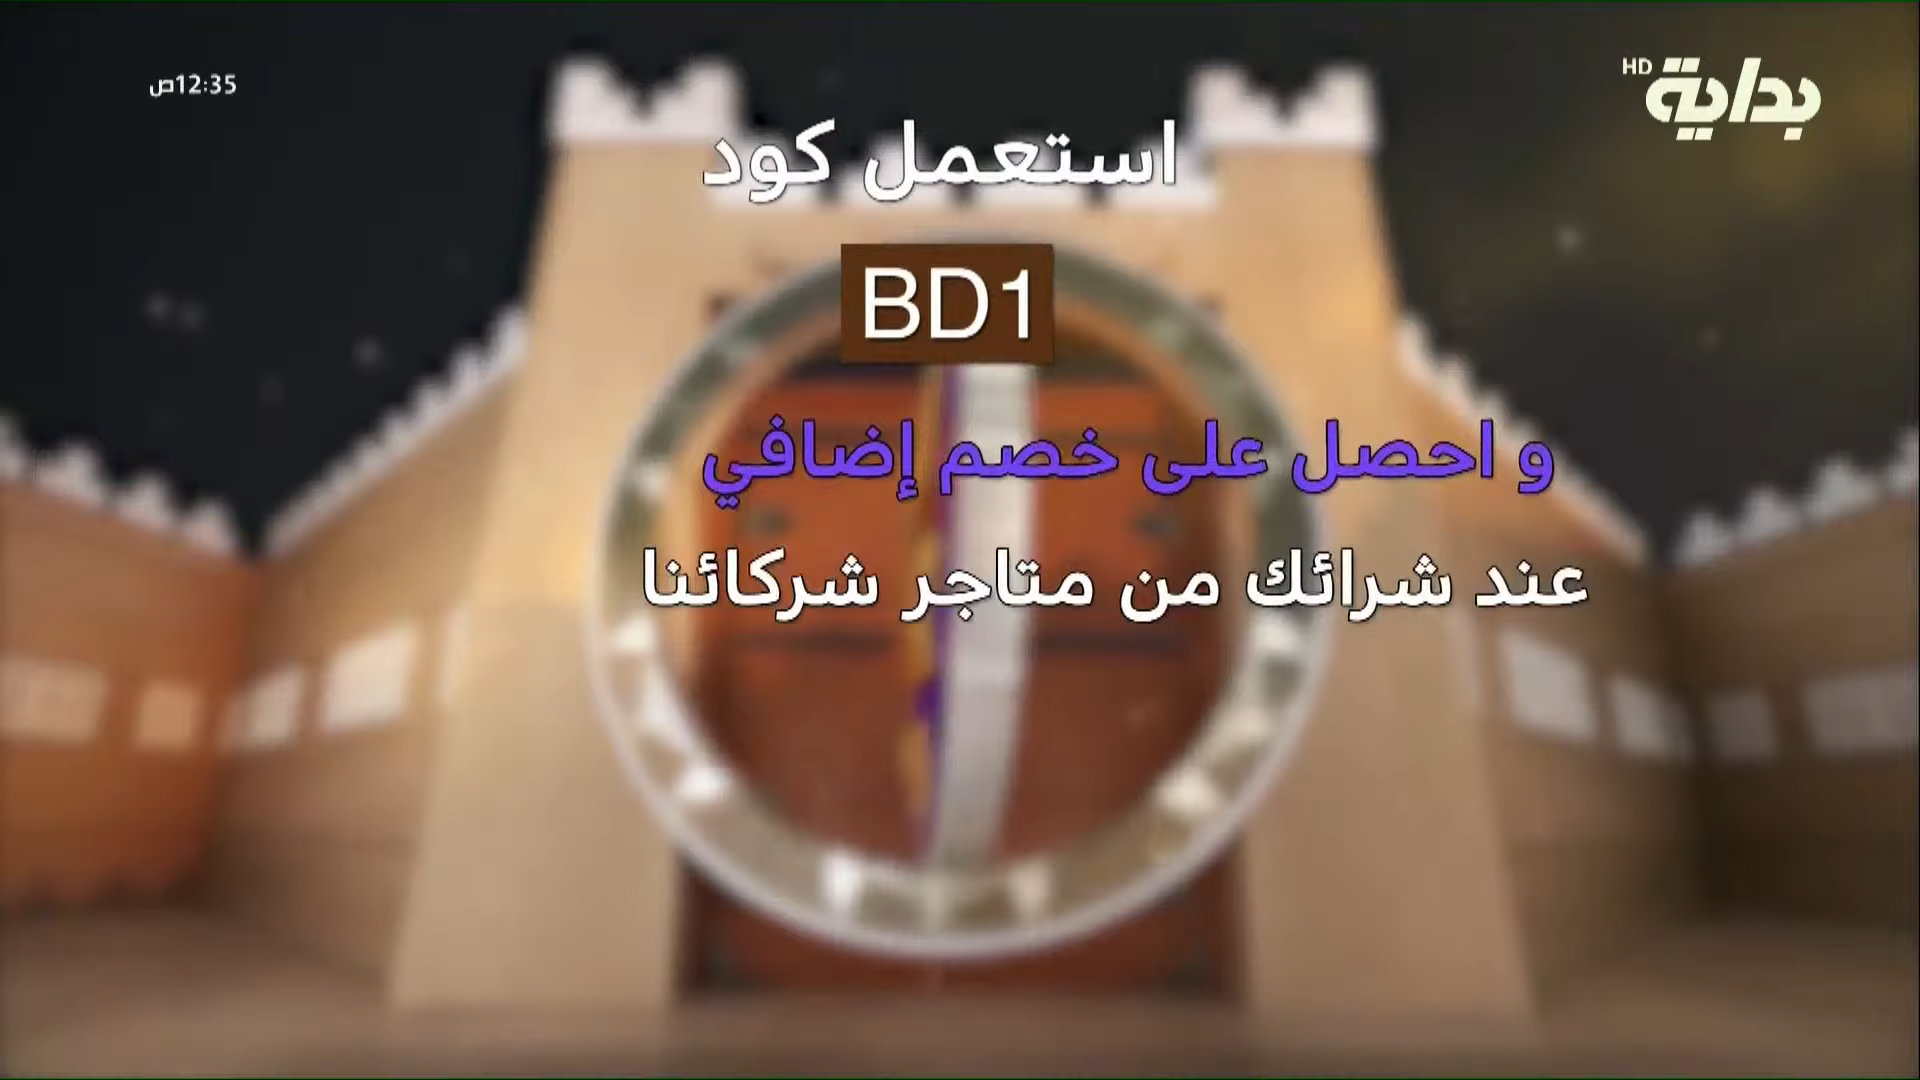 12:35ص
بداية HD
استعمل كود
BD1
و احصل على خصم إضافي
عند شرائك من متاجر شركائنا